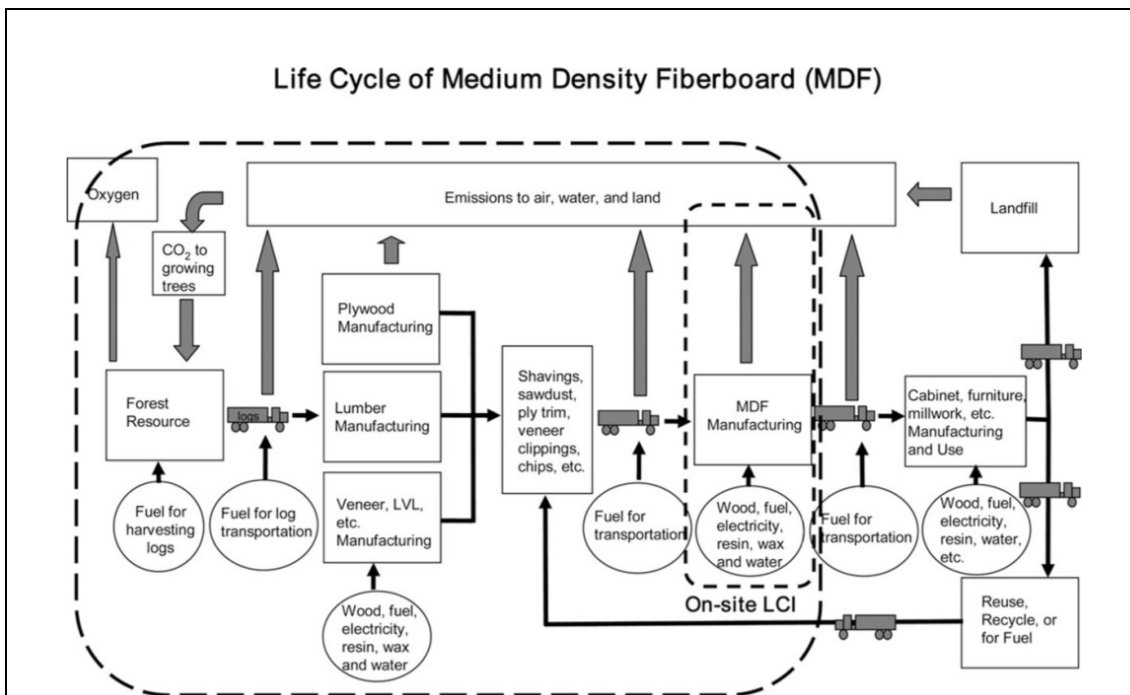 Life Cycle of Medium Density Fiberboard (MDF)
Oxygen
Emissions to air, water, and land
Landfill
CO₂ to
growing
trees
Plywood
Manufacturing
Forest
Resource
logs
Lumber
Manufacturing
Shavings,
sawdust,
ply trim,
veneer
clippings,
chips, etc.
MDF
Manufacturing
Cabinet, furniture,
millwork, etc.
Manufacturing
and Use
Veneer, LVL,
etc.
Manufacturing
Fuel for
harvesting
logs
Fuel for log
transportation
Fuel for
transportation
Wood, fuel,
electricity,
resin, wax
and water
Fuel for
transportation
Wood, fuel,
electricity,
resin, water,
etc.
Wood, fuel,
electricity,
resin, wax
and water
On-site LCI
Reuse,
Recycle, or
for Fuel